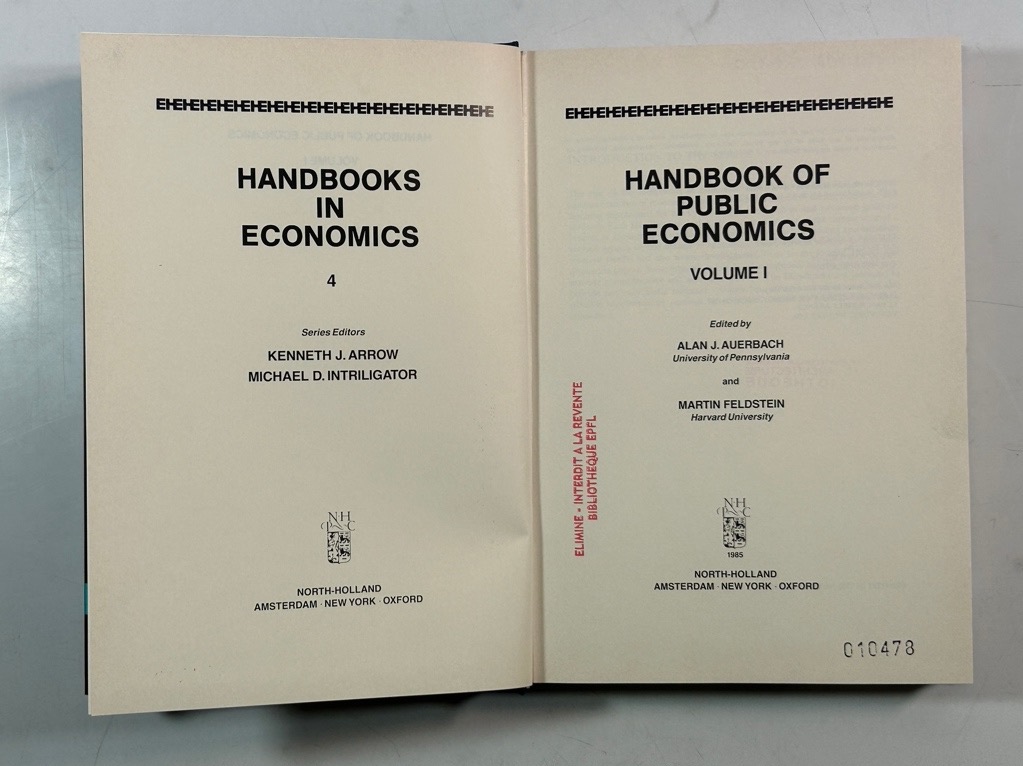 HANDBOOKS
IN
ECONOMICS
4
Series Editors
KENNETH J. ARROW
MICHAEL D. INTRILIGATOR
NHC
NORTH-HOLLAND
AMSTERDAM · NEW YORK · OXFORD
HANDBOOK OF
PUBLIC
ECONOMICS
VOLUME I
Edited by
ALAN J. AUERBACH
University of Pennsylvania
and
MARTIN FELDSTEIN
Harvard University
ELIMINE - INTERDIT A LA REVENTE
BIBLIOTHEQUE EPFL
NHC
1985
NORTH-HOLLAND
AMSTERDAM · NEW YORK · OXFORD
010478